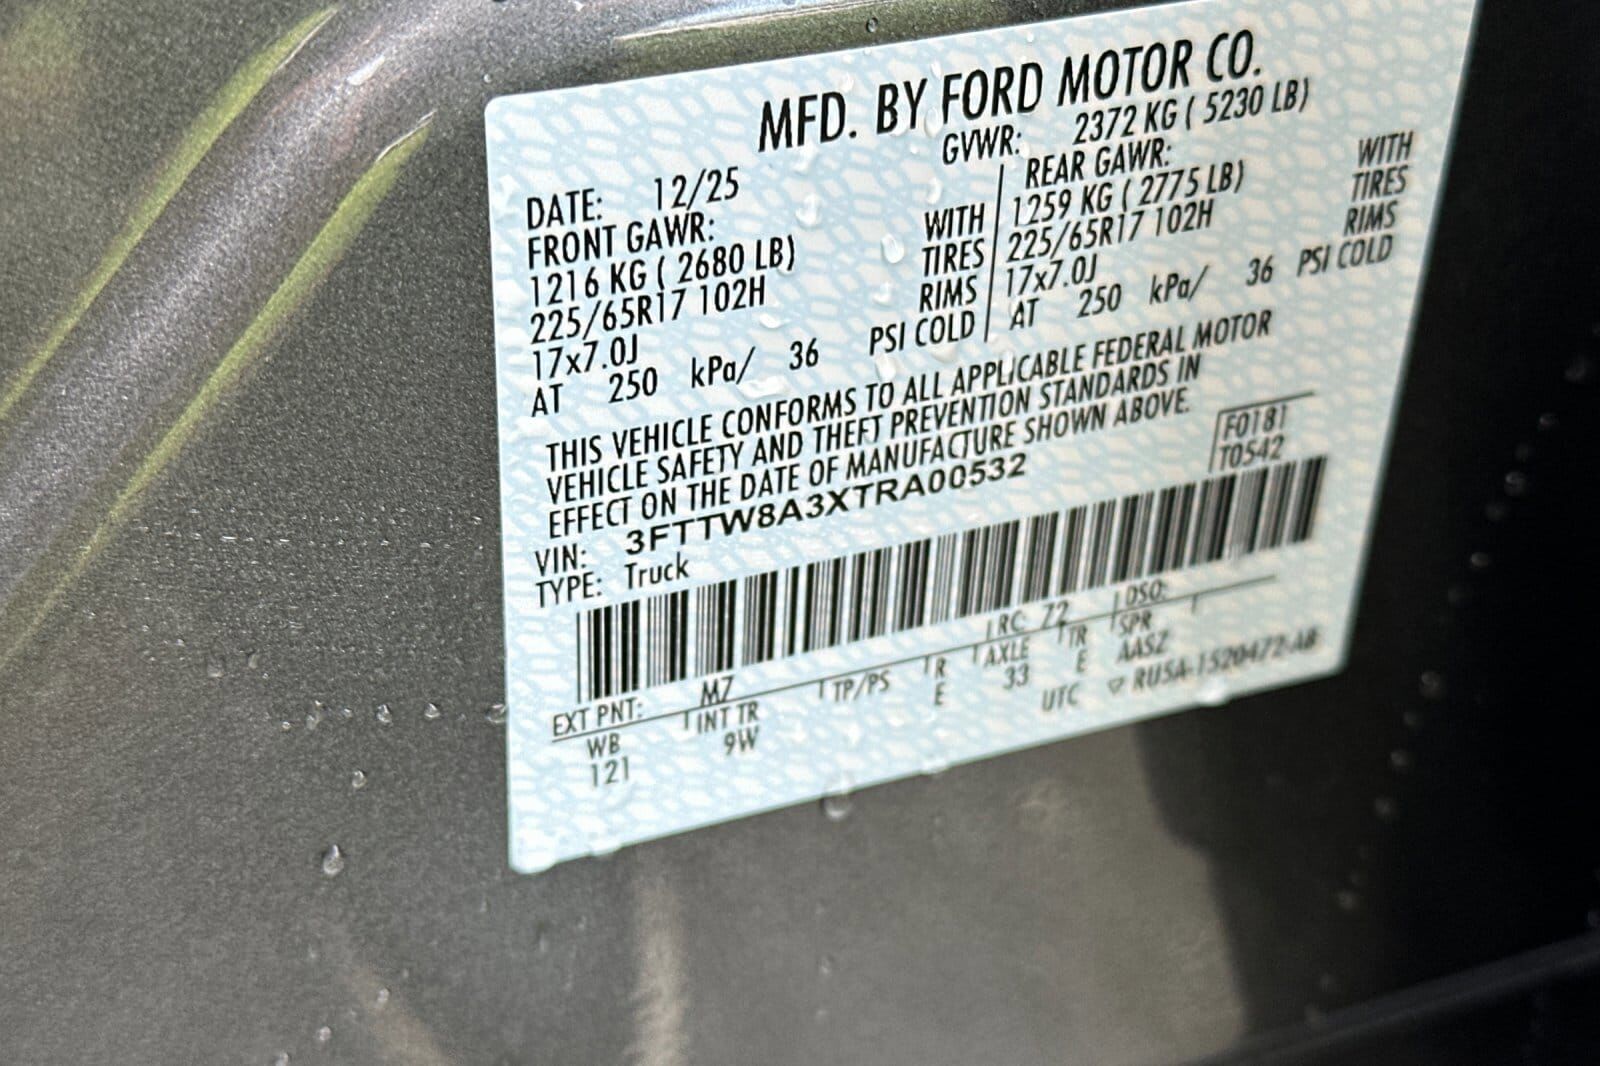 MFD. BY FORD MOTOR CO.
DATE: 12/25 GVWR: 2372 KG ( 5230 LB)
FRONT GAWR: REAR GAWR:
1216 KG ( 2680 LB) WITH 1259 KG ( 2775 LB) WITH
225/65R17 102H TIRES 225/65R17 102H TIRES
17x7.0J RIMS 17x7.0J RIMS
AT 250 kPa/ 36 PSI COLD AT 250 kPa/ 36 PSI COLD
THIS VEHICLE CONFORMS TO ALL APPLICABLE FEDERAL MOTOR
VEHICLE SAFETY AND THEFT PREVENTION STANDARDS IN
EFFECT ON THE DATE OF MANUFACTURE SHOWN ABOVE.
F0181
T0542
VIN: 3FTTW8A3XTRA00532
TYPE: Truck
EXT PNT: M7 RC 72 DSO:
WB INT TR TP/PS R AXLE TR SPR
121 9W E 33 E AASZ
UTC ▽ RU5A-1520472-AB